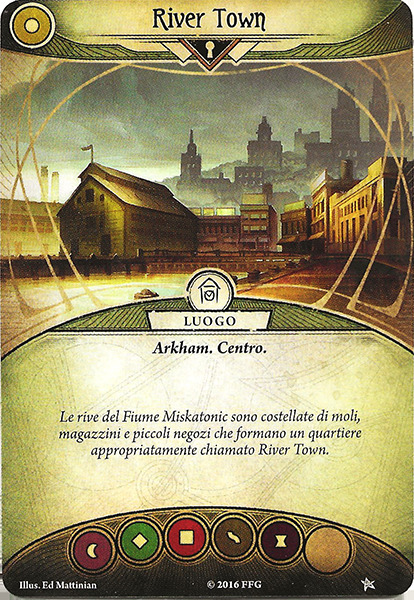 River Town
LUOGO
Arkham. Centro.
Le rive del Fiume Miskatonic sono costellate di moli,
magazzini e piccoli negozi che formano un quartiere
appropriatamente chiamato River Town.
Illus. Ed Mattinian
© 2016 FFG